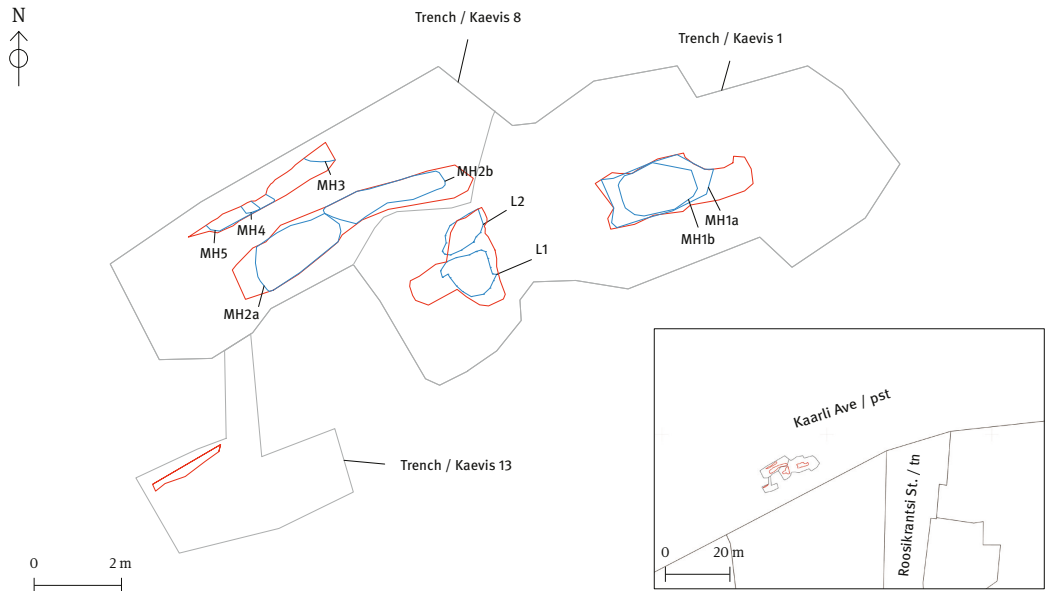 N
Trench / Kaevis 8
Trench / Kaevis 1
MH3
MH2b
MH4
MH5
L2
MH1a
MH1b
L1
MH2a
Trench / Kaevis 13
0 2 m
Kaarli Ave / pst
Roosikrantsi St. / tn
0 20 m